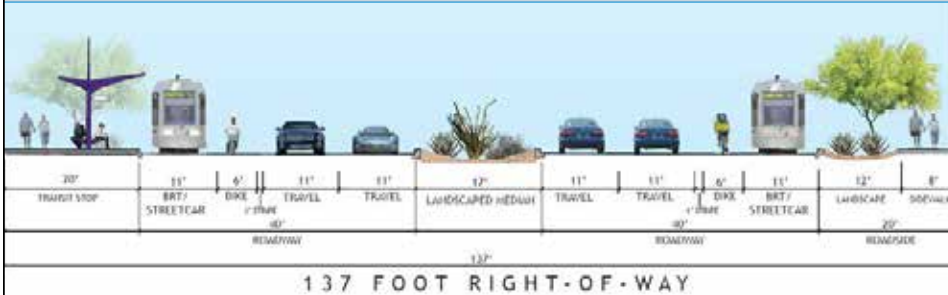 20' 11' 6' 11' 11' 17' 11' 11' 6' 11' 12' 8'
TRANSIT STOP BRT/ STREETCAR BIKE 1' STRIPE TRAVEL TRAVEL LANDSCAPED MEDIAN TRAVEL TRAVEL 1' STRIPE BIKE BRT/ STREETCAR LANDSCAPE SIDEWALK
40' 40' 20'
ROADWAY ROADWAY ROADSIDE
137'
137 FOOT RIGHT-OF-WAY